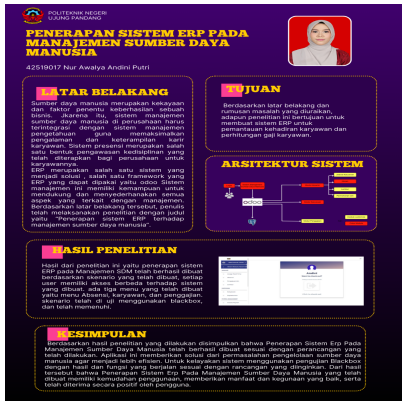 POLITEKNIK NEGERI
UJUNG PANDANG
PENERAPAN SISTEM ERP PADA
MANAJEMEN SUMBER DAYA
MANUSIA
42519017 Nur Awalya Andini Putri
LATAR BELAKANG
Sumber daya manusia merupakan kekayaan
dan faktor penentu keberhasilan sebuah
bisnis. .Ikarena itu, sistem manajemen
sumber daya manusia di perusahaan harus
terintegrasi dengan sistem manajemen
pengetahuan guna memaksimalkan
pengalaman dan keterampilan karir
karyawan. Sistem presensi merupakan salah
satu bentuk pengawasan kedisiplinan yang
telah diterapkan bagi perusahaan untuk
karyawannya.
ERP merupakan salah satu sistem yang
menjadi solusi , salah satu framework yang
ERP yang dapat dipakai yaitu odoo .Sistem
manajemen ini memiliki kemampuan untuk
mendukung dan menyederhanakan semua
aspek yang terkait dengan manajemen.
Berdasarkan latar belakang tersebut, penulis
telah melaksanakan penelitian dengan judul
yaitu "Penerapan sistem ERP terhadap
manajemen sumber daya manusia".
TUJUAN
Berdasarkan latar belakang dan
rumusan masalah yang diuraikan,
adapun penelitian ini bertujuan untuk
membuat sistem ERP untuk
pemantauan kehadiran karyawan dan
perhitungan gaji karyawan.
ARSITEKTUR SISTEM
odoo
HASIL PENELITIAN
Hasil dari penelitian ini yaitu penerapan sistem
ERP pada Manajemen SDM telah berhasil dibuat
berdasarkan skenario yang telah dibuat, setiap
user memiliki akses berbeda terhadap sistem
yang dibuat. ada tiga menu yang telah dibuat
yaitu menu Absensi, karyawan, dan penggajian.
skenario telah di uji menggunakan blackbox,
dan telah memenuhi.
KESIMPULAN
Berdasarkan hasil penelitian yang dilakukan disimpulkan bahwa Penerapan Sistem Erp Pada
Manajemen Sumber Daya Manusia telah berhasil dibuat sesuai dengan perancangan yang
telah dilakukan. Aplikasi ini memberikan solusi dari permasalahan pengelolaan sumber daya
manusia agar menjadi lebih efisien. Untuk kelayakan sistem menggunakan pengujian Blackbox
dengan hasil dan fungsi yang berjalan sesuai dengan rancangan yang diinginkan. Dari hasil
tersebut bahwa Penerapan Sistem Erp Pada Manajemen Sumber Daya Manusia yang telah
dibuat memiliki kemudahan penggunaan, memberikan manfaat dan kegunaan yang baik, serta
telah diterima secara positif oleh pengguna.